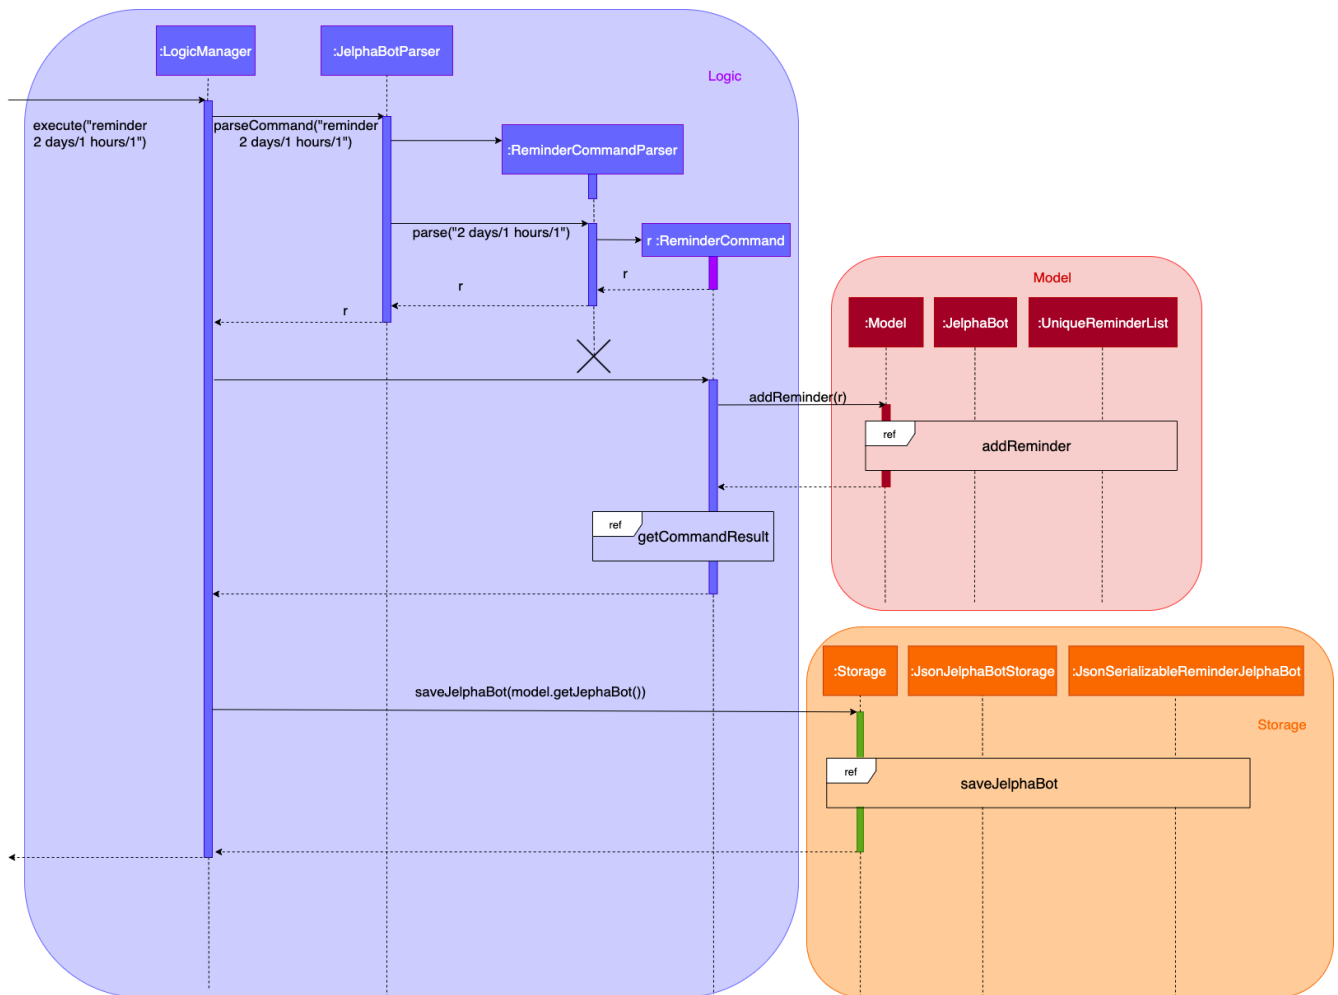 :LogicManager
:JelphaBotParser
Logic
execute("reminder
2 days/1 hours/1")
parseCommand("reminder
2 days/1 hours/1")
:ReminderCommandParser
parse("2 days/1 hours/1")
r :ReminderCommand
r
r
r
Model
:Model
:JelphaBot
:UniqueReminderList
addReminder(r)
ref
addReminder
ref
getCommandResult
:Storage
:JsonJelphaBotStorage
:JsonSerializableReminderJelphaBot
saveJelphaBot(model.getJephaBot())
Storage
ref
saveJelphaBot